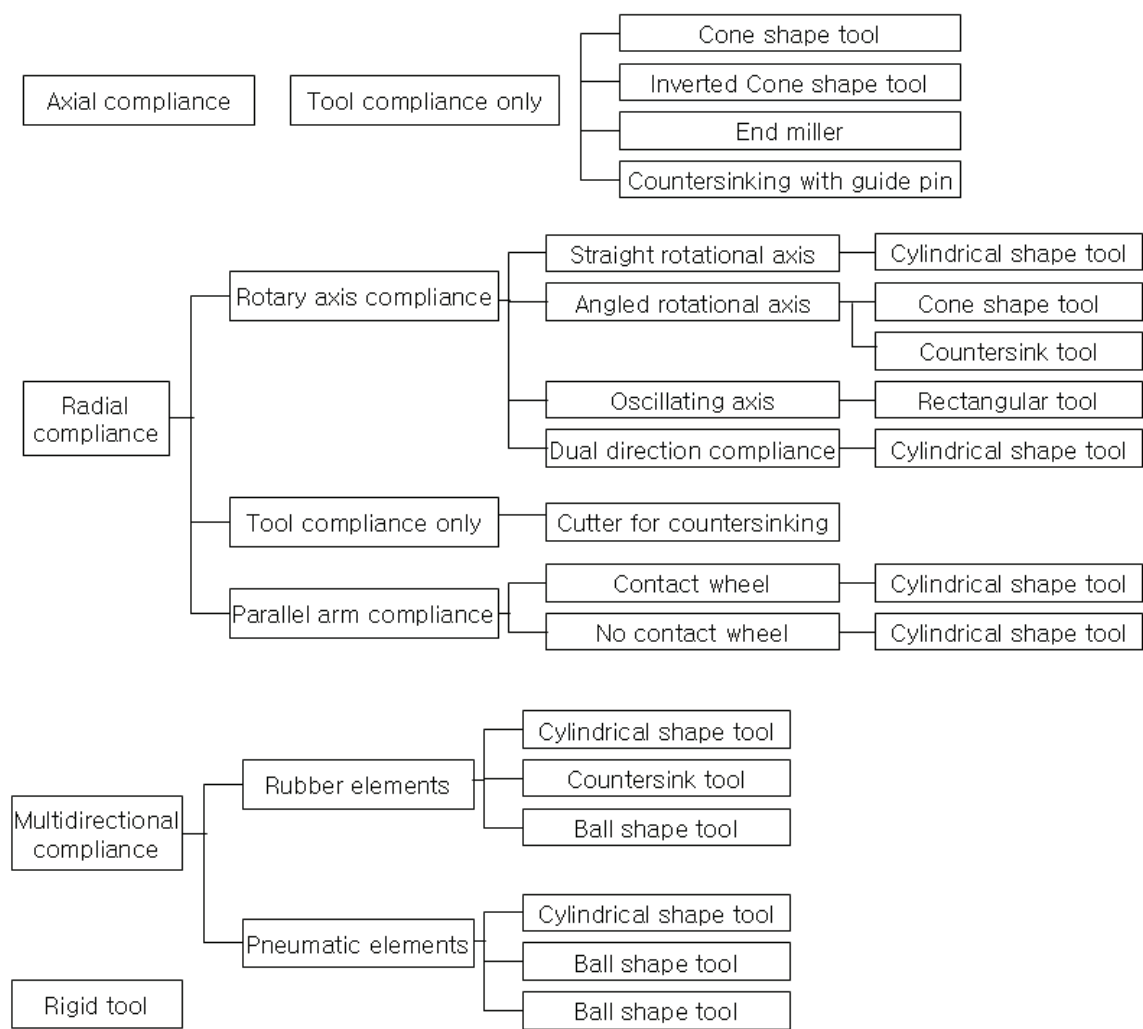 Cone shape tool
Axial compliance
Tool compliance only
Inverted Cone shape tool
End miller
Countersinking with guide pin
Radial
compliance
Rotary axis compliance
Straight rotational axis
Cylindrical shape tool
Angled rotational axis
Cone shape tool
Countersink tool
Oscillating axis
Rectangular tool
Dual direction compliance
Cylindrical shape tool
Tool compliance only
Cutter for countersinking
Parallel arm compliance
Contact wheel
Cylindrical shape tool
No contact wheel
Cylindrical shape tool
Multidirectional
compliance
Rubber elements
Cylindrical shape tool
Countersink tool
Ball shape tool
Pneumatic elements
Cylindrical shape tool
Ball shape tool
Ball shape tool
Rigid tool